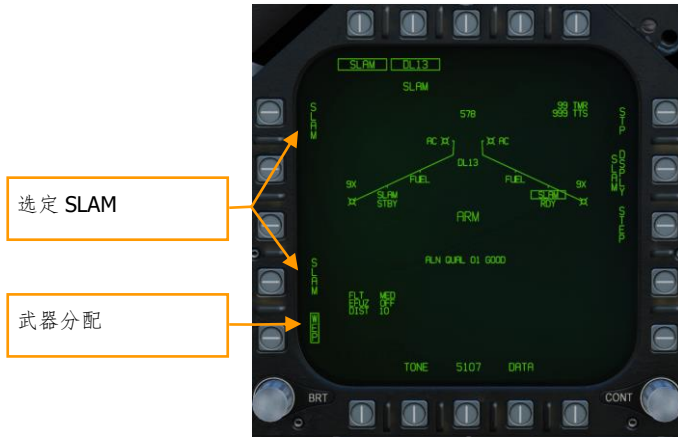 SLAM DL13
SLAM
SLAM
578
99 TMR
999 TTS
STP
AC AC
DL13
DSPLY
SLAM
9X FUEL FUEL 9X
SLAM
STBY
SLAM
RDY
STEP
选定 SLAM
ARM
SLAM
ALN QUAL 01 GOOD
FLT MED
EFUZ OFF
DIST 10
武器分配
WEP
TONE 5107 DATA
BRT
CONT